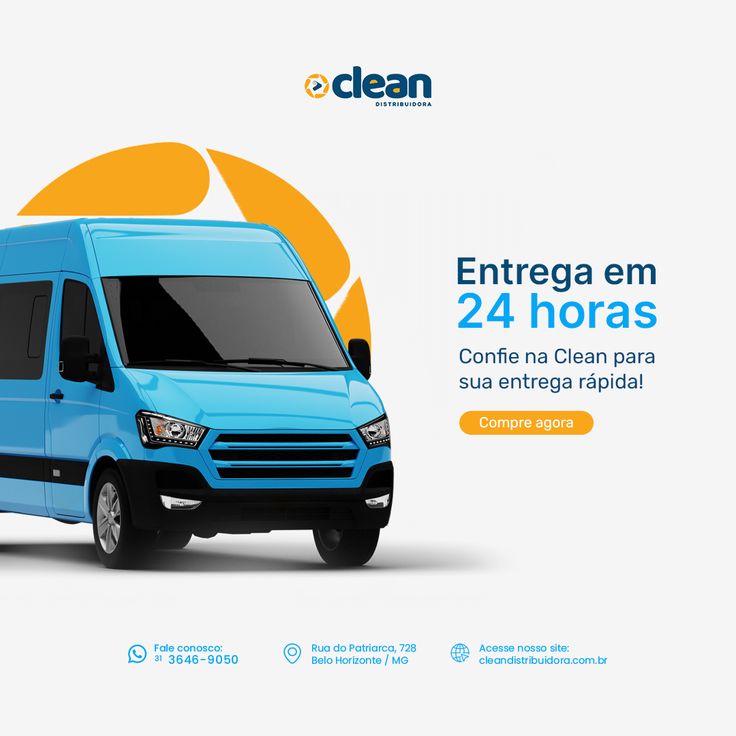 clean
DISTRIBUIDORA
Entrega em
24 horas
Confie na Clean para
sua entrega rápida!
Compre agora
Fale conosco:
31 3646-9050
Rua do Patriarca, 728
Belo Horizonte / MG
Acesse nosso site:
cleandistribuidora.com.br